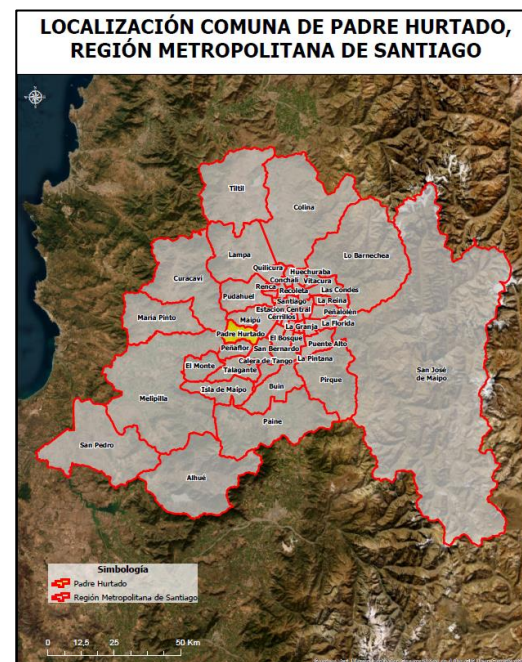 LOCALIZACIÓN COMUNA DE PADRE HURTADO,
REGIÓN METROPOLITANA DE SANTIAGO
Tiltil
Colina
Lampa
Lo Barnechea
Quilicura
Huechuraba
Curacaví
Conchalí
Vitacura
Renca
Recoleta
Las Condes
Pudahuel
Santiago
La Reina
Estación Central
Peñalolén
María Pinto
Maipú
Cerrillos
La Granja
La Florida
Padre Hurtado
El Bosque
Peñaflor
San Bernardo
Puente Alto
El Monte
Calera de Tango
La Pintana
Talagante
San José
de Maipo
Isla de Maipo
Buin
Pirque
Melipilla
Paine
San Pedro
Alhué
Simbología
Padre Hurtado
Región Metropolitana de Santiago
0 12,5 25 50 Km